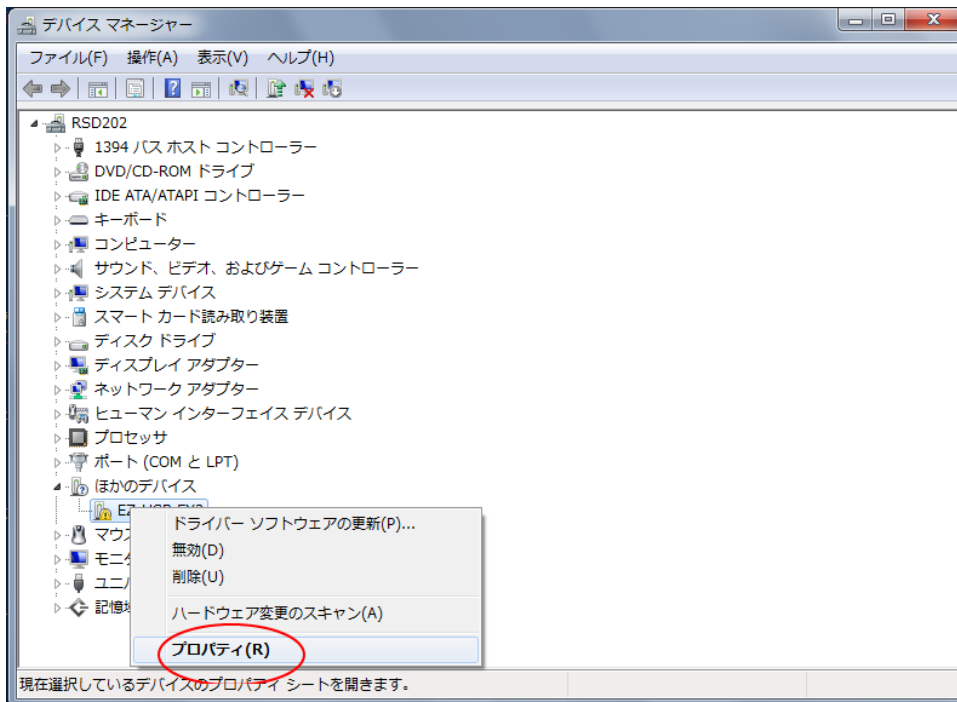 デバイス マネージャー
ファイル(F) 操作(A) 表示(V) ヘルプ(H)
RSD202
1394 バス ホスト コントローラー
DVD/CD-ROM ドライブ
IDE ATA/ATAPI コントローラー
キーボード
コンピューター
サウンド、ビデオ、およびゲーム コントローラー
システム デバイス
スマート カード読み取り装置
ディスク ドライブ
ディスプレイ アダプター
ネットワーク アダプター
ヒューマン インターフェイス デバイス
プロセッサ
ポート (COM と LPT)
ほかのデバイス
ドライバー ソフトウェアの更新(P)...
無効(D)
削除(U)
ハードウェア変更のスキャン(A)
プロパティ(R)
現在選択しているデバイスのプロパティ シートを開きます。